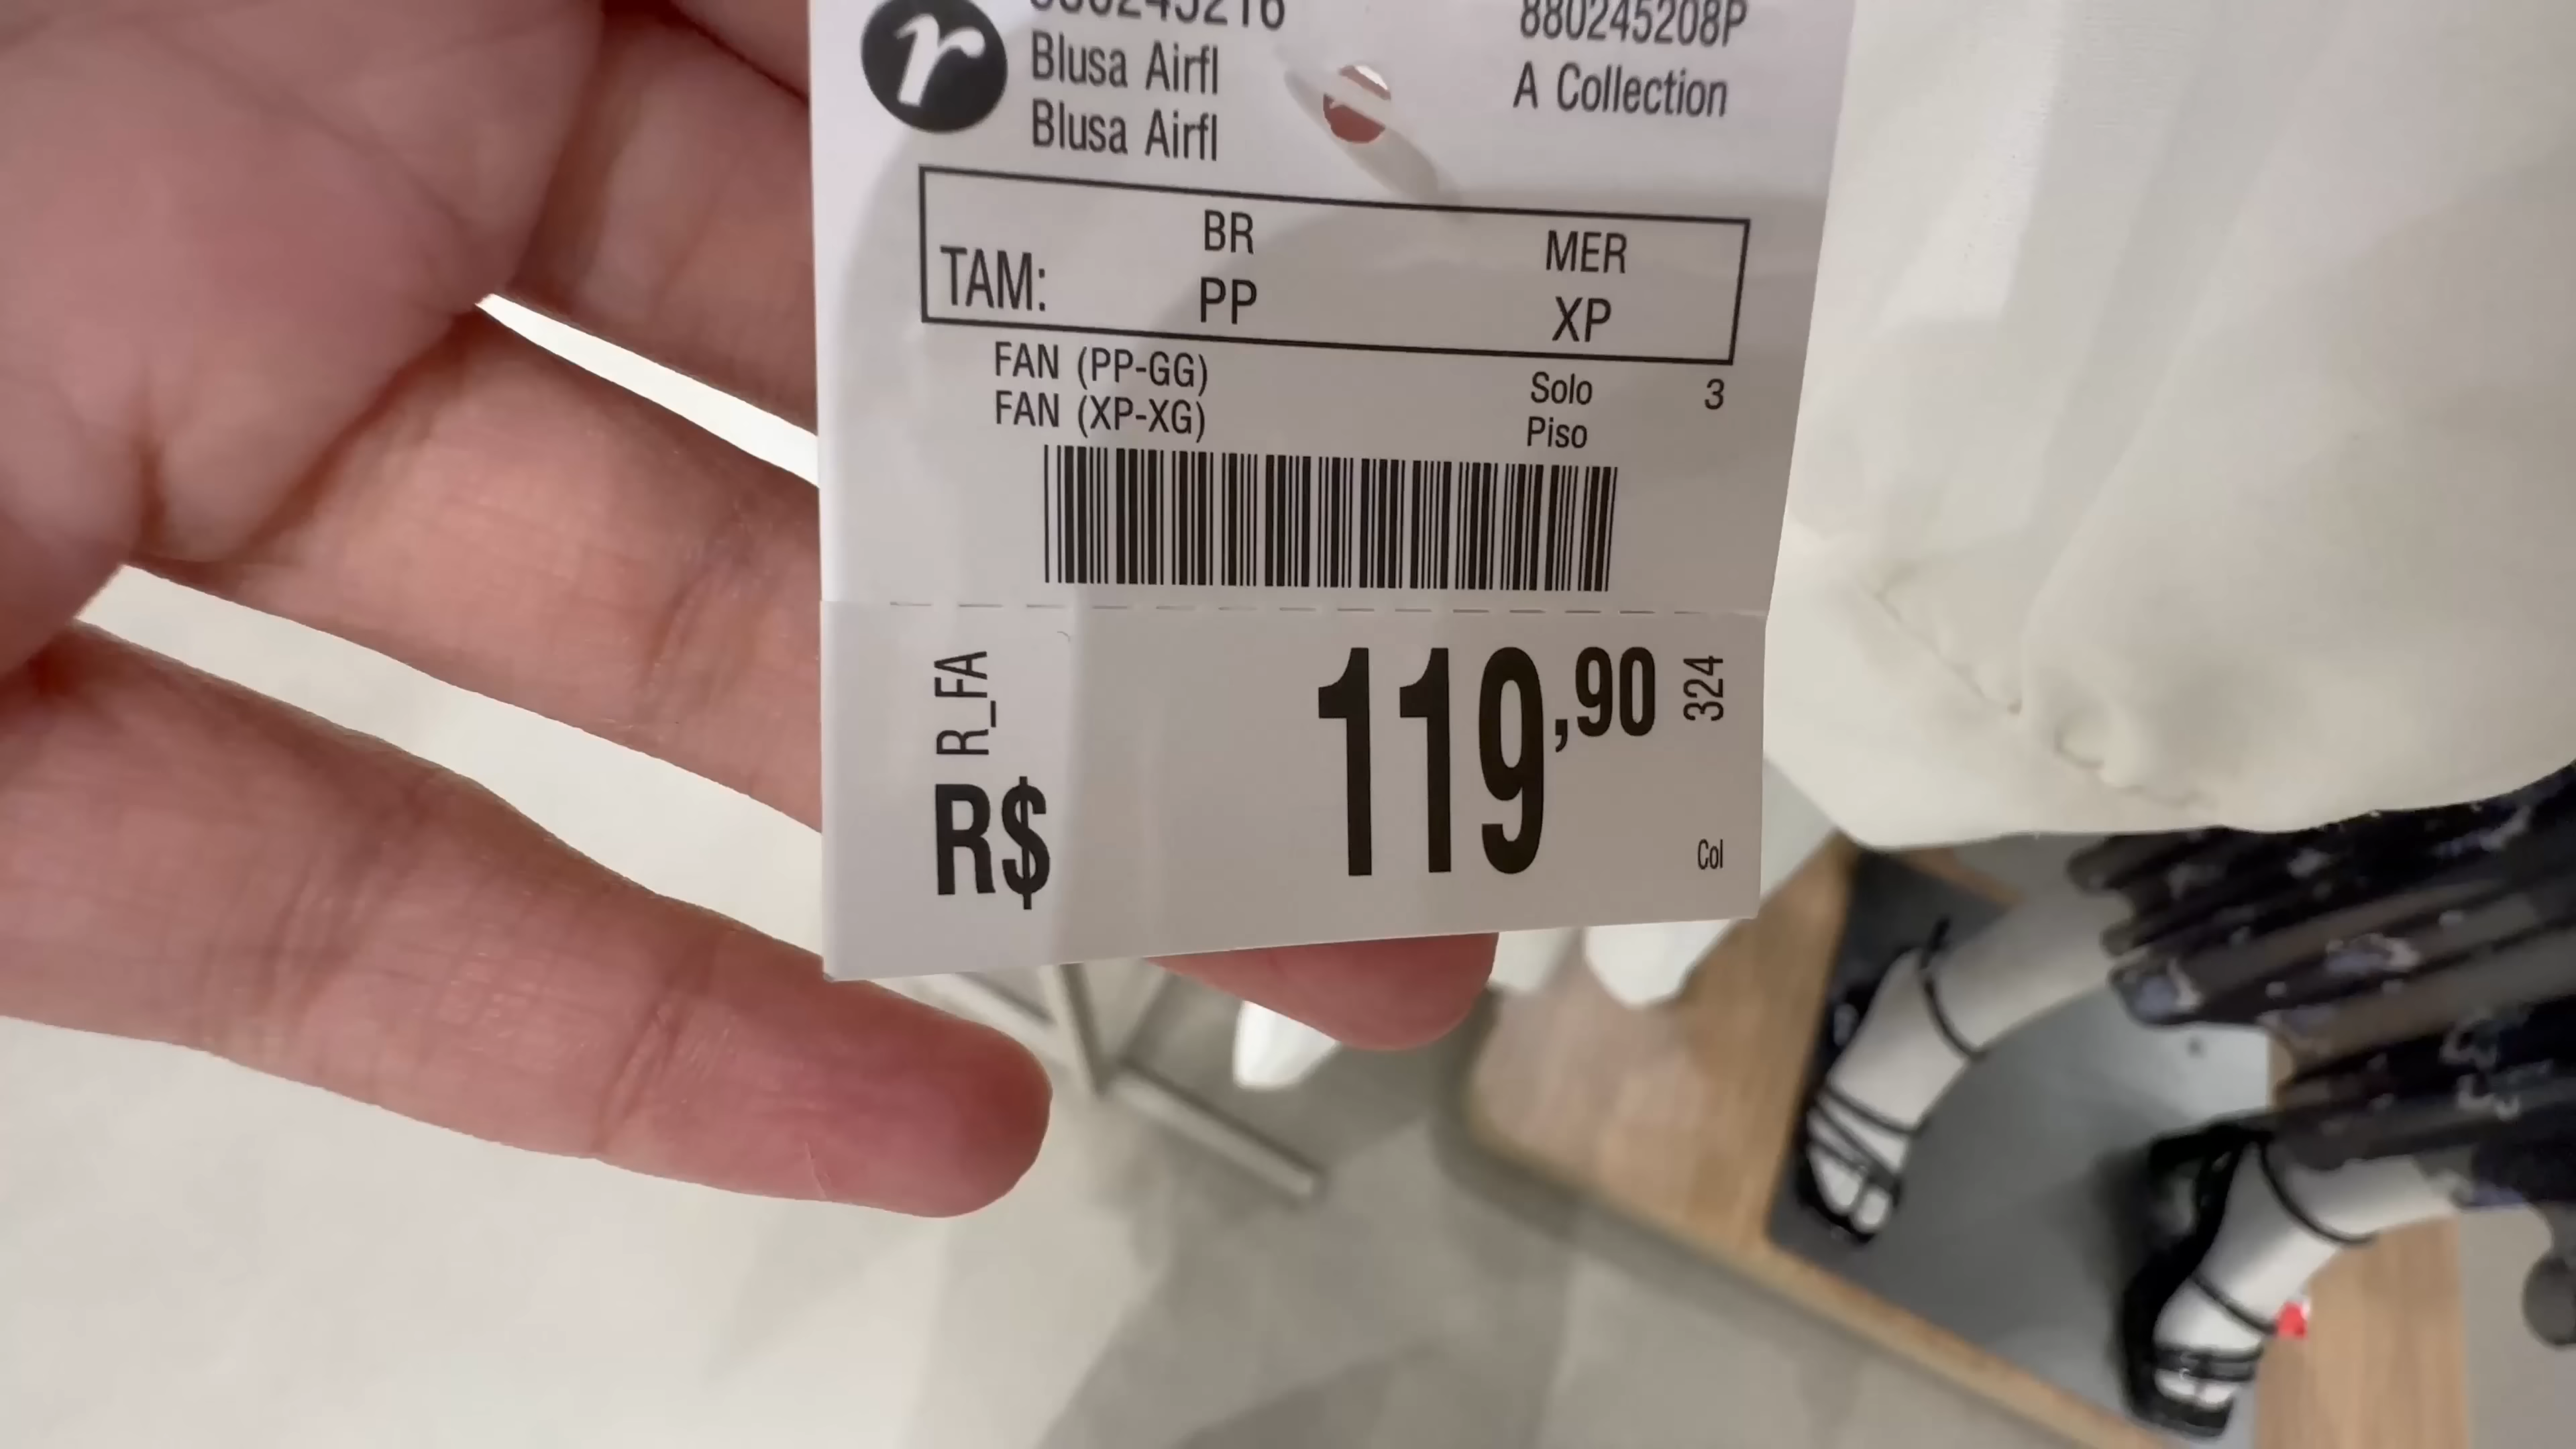 r
880245208P
Blusa Airfl
A Collection
Blusa Airfl
BR MER
TAM: PP XP
FAN (PP-GG) Solo 3
FAN (XP-XG) Piso
R_FA
R$ 119,90
324
Col